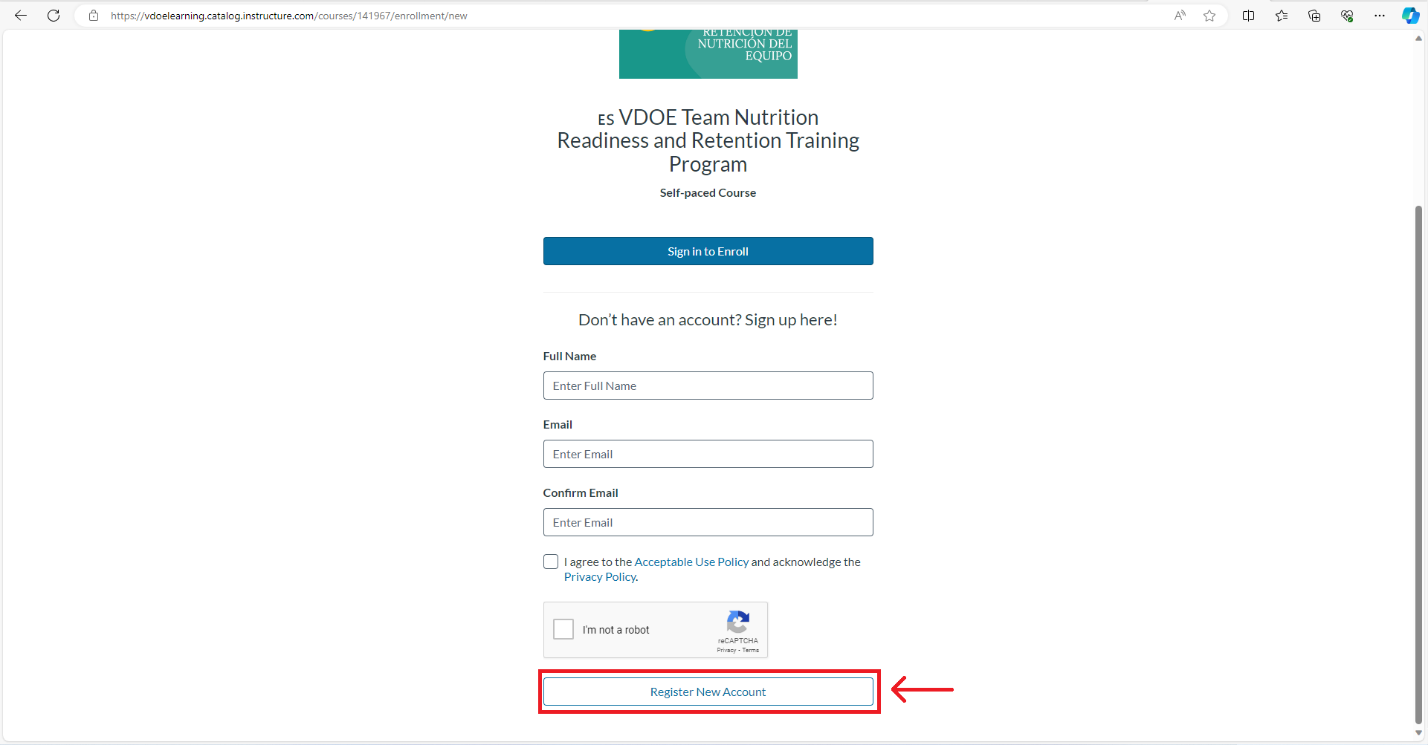 https://vdoelearning.catalog.instructure.com/courses/141967/enrollment/new
RETENCIÓN DE
NUTRICIÓN DEL
EQUIPO
ES VDOE Team Nutrition
Readiness and Retention Training
Program
Self-paced Course
Sign in to Enroll
Don't have an account? Sign up here!
Full Name
Enter Full Name
Email
Enter Email
Confirm Email
Enter Email
I agree to the Acceptable Use Policy and acknowledge the
Privacy Policy.
I'm not a robot
reCAPTCHA
Privacy - Terms
Register New Account